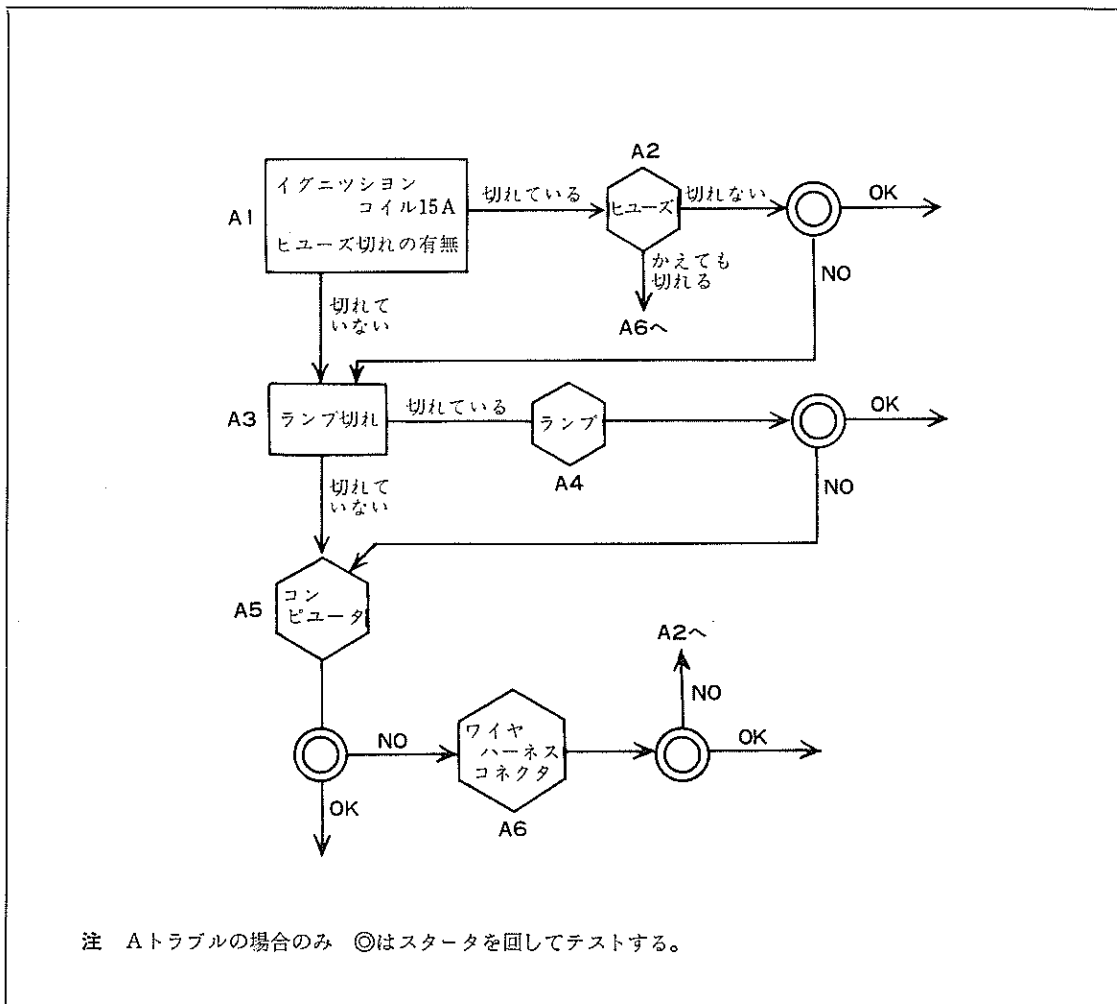 A1
イグニツシヨン
コイル15A
ヒユーズ切れの有無
切れている
A2
ヒユーズ
切れない
OK
かえても
切れる
A6へ
NO
切れて
いない
A3
ランプ切れ
切れている
ランプ
A4
OK
NO
切れて
いない
A5
コン
ピユータ
NO
OK
ワイヤ
ハーネス
コネクタ
A6
A2へ
NO
OK
注 Aトラブルの場合のみ ◎はスタータを回してテストする。